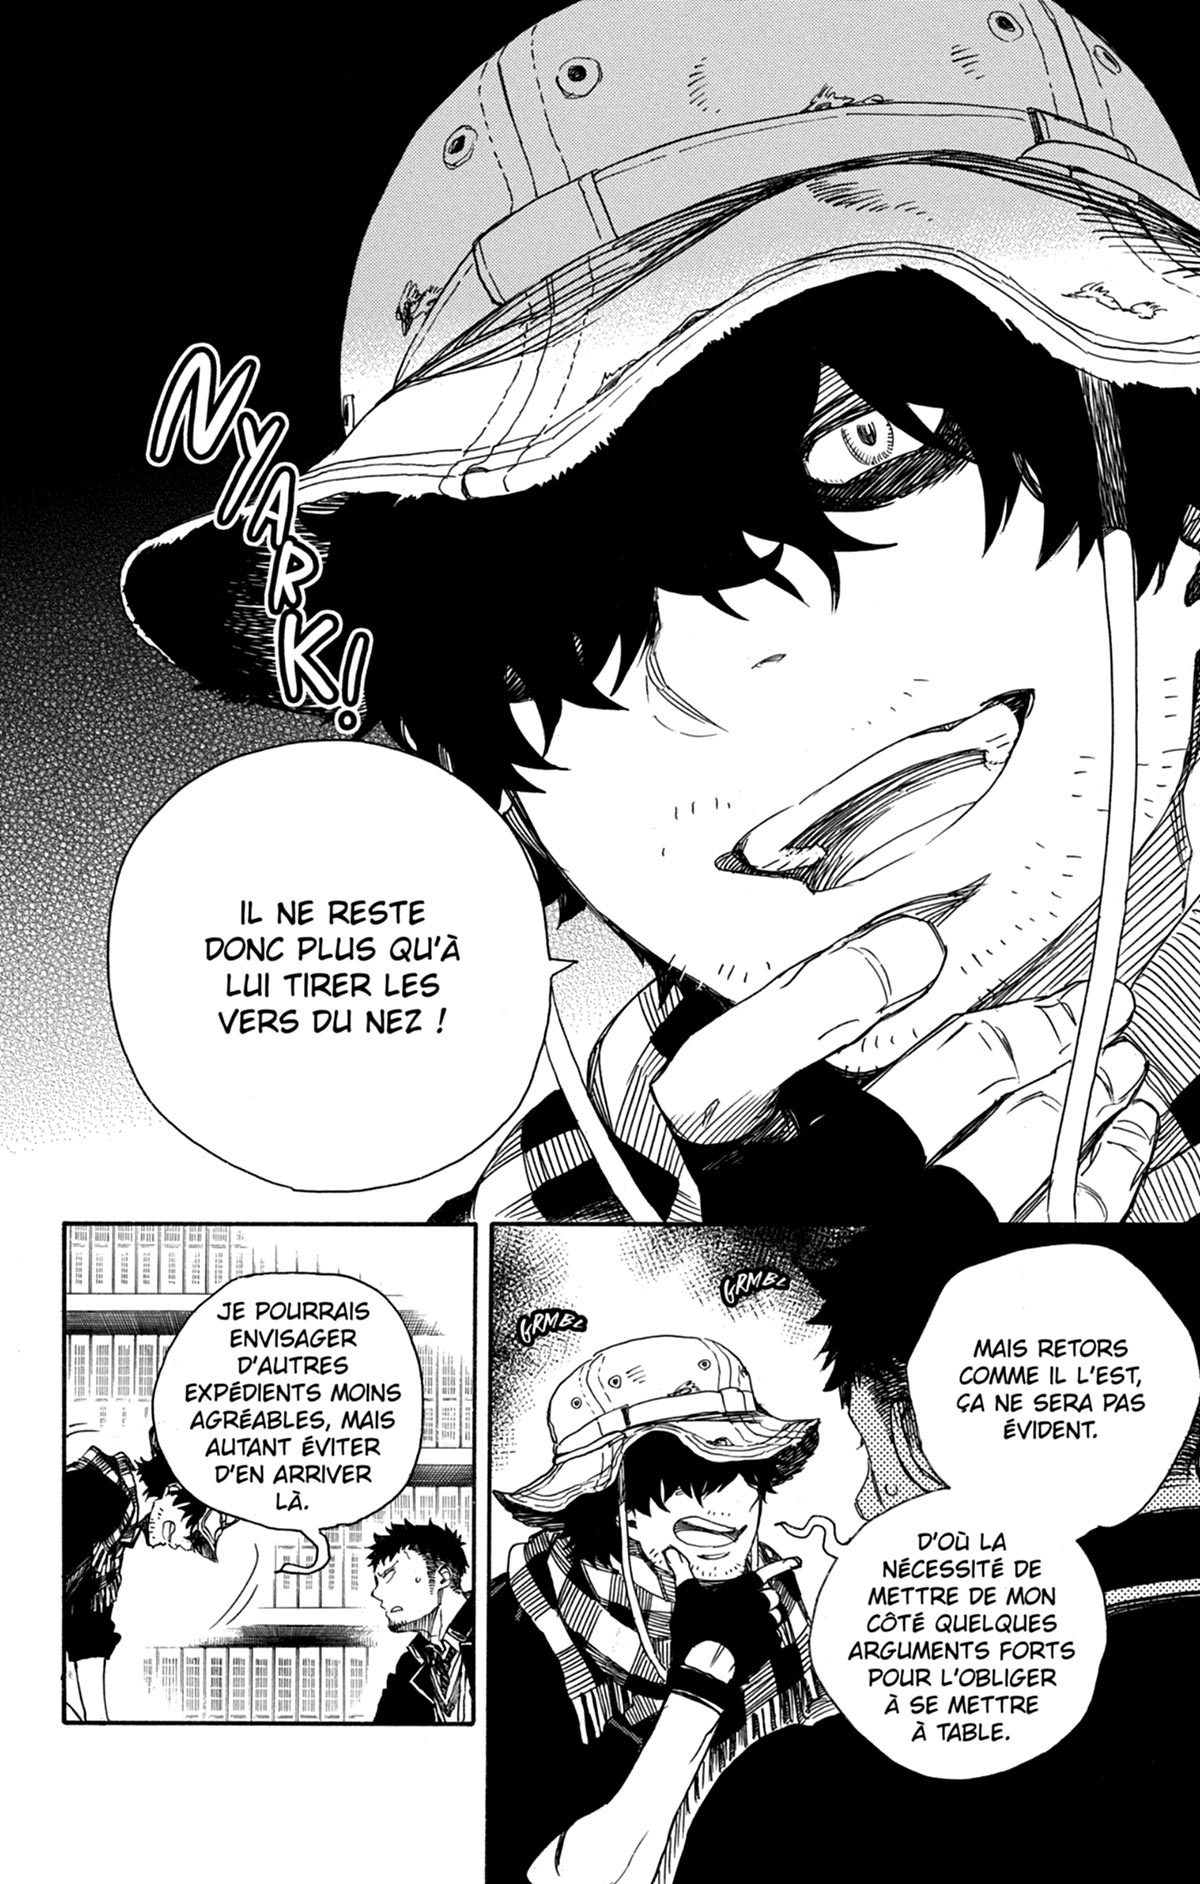 NYARK!
IL NE RESTE
DONC PLUS QU'À
LUI TIRER LES
VERS DU NEZ !
MAIS RETORS
COMME IL L'EST,
ÇA NE SERA PAS
ÉVIDENT.
GRMBL
GRMBL
D'OÙ LA
NÉCESSITÉ DE
METTRE DE MON
CÔTÉ QUELQUES
ARGUMENTS FORTS
POUR L'OBLIGER
À SE METTRE
À TABLE.
JE POURRAIS
ENVISAGER
D'AUTRES
EXPÉDIENTS MOINS
AGRÉABLES, MAIS
AUTANT ÉVITER
D'EN ARRIVER
LÀ.